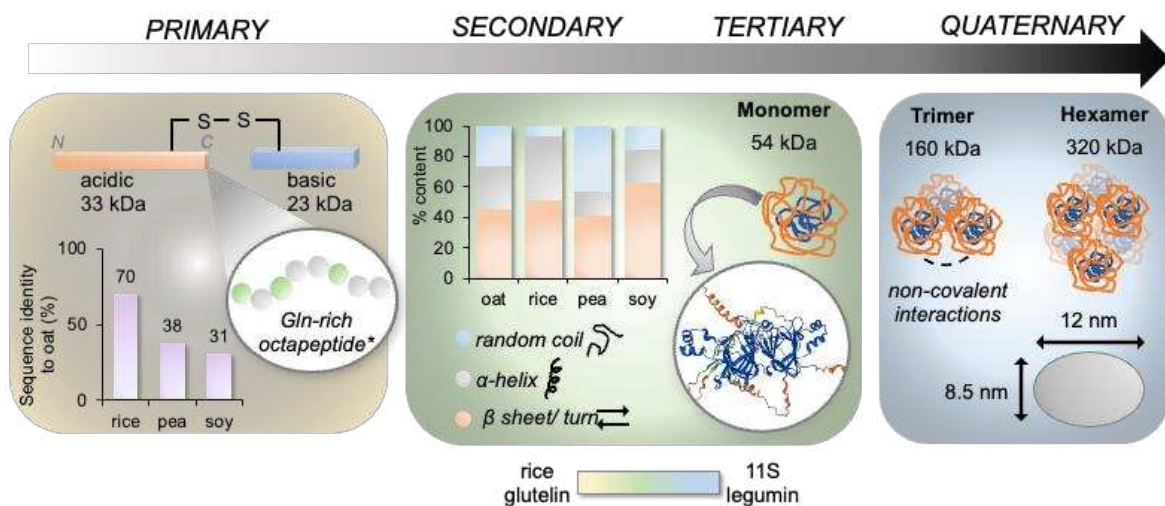 PRIMARY
SECONDARY
TERTIARY
QUATERNARY
S S
N
C
acidic
33 kDa
basic
23 kDa
Sequence identity
to oat (%)
100
50
0
70
38
31
rice
pea
soy
Gln-rich
octapeptide*
% content
100
80
60
40
20
0
oat
rice
pea
soy
random coil
α-helix
β sheet/ turn
Monomer
54 kDa
Trimer
160 kDa
Hexamer
320 kDa
non-covalent
interactions
12 nm
8.5 nm
rice
glutelin
11S
legumin